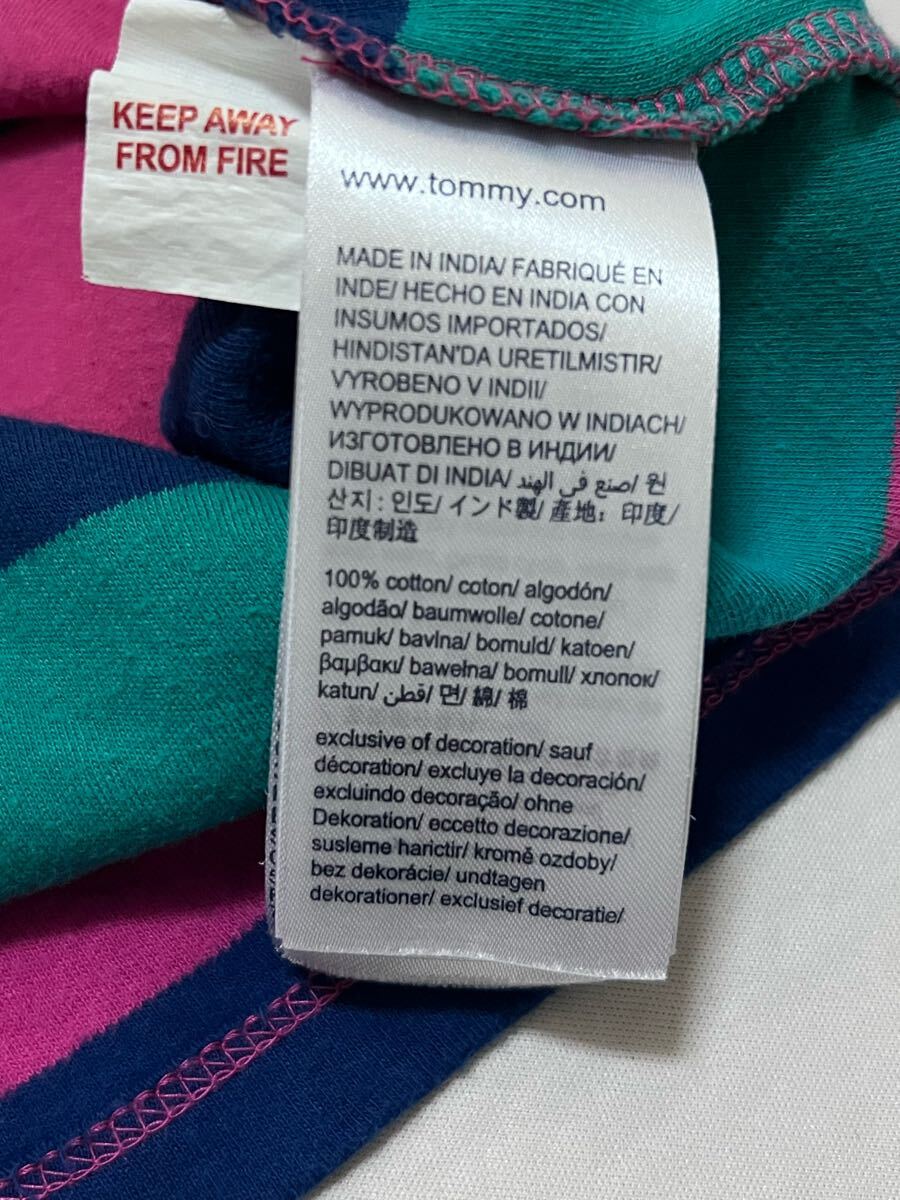 KEEP AWAY
FROM FIRE
www.tommy.com
MADE IN INDIA/ FABRIQUÉ EN
INDE/ HECHO EN INDIA CON
INSUMOS IMPORTADOS/
HINDISTAN'DA URETILMISTIR/
VYROBENO V INDII/
WYPRODUKOWANO W INDIACH/
ИЗГОТОВЛЕНО В ИНДИИ/
DIBUAT DI INDIA/ صنع في الهند/ 원
산지 : 인도/ インド製/ 產地：印度/
印度制造
100% cotton/ coton/ algodón/
algodão/ baumwolle/ cotone/
pamuk/ bavlna/ bomuld/ katoen/
βαμβακι/ bawełna/ bomull/ хлопок/
katun/ قطن/ 면/ 綿/ 棉
exclusive of decoration/ sauf
décoration/ excluye la decoración/
excluindo decoração/ ohne
Dekoration/ eccetto decorazione/
susleme harictir/ kromě ozdoby/
bez dekorácie/ undtagen
dekorationer/ exclusief decoratie/